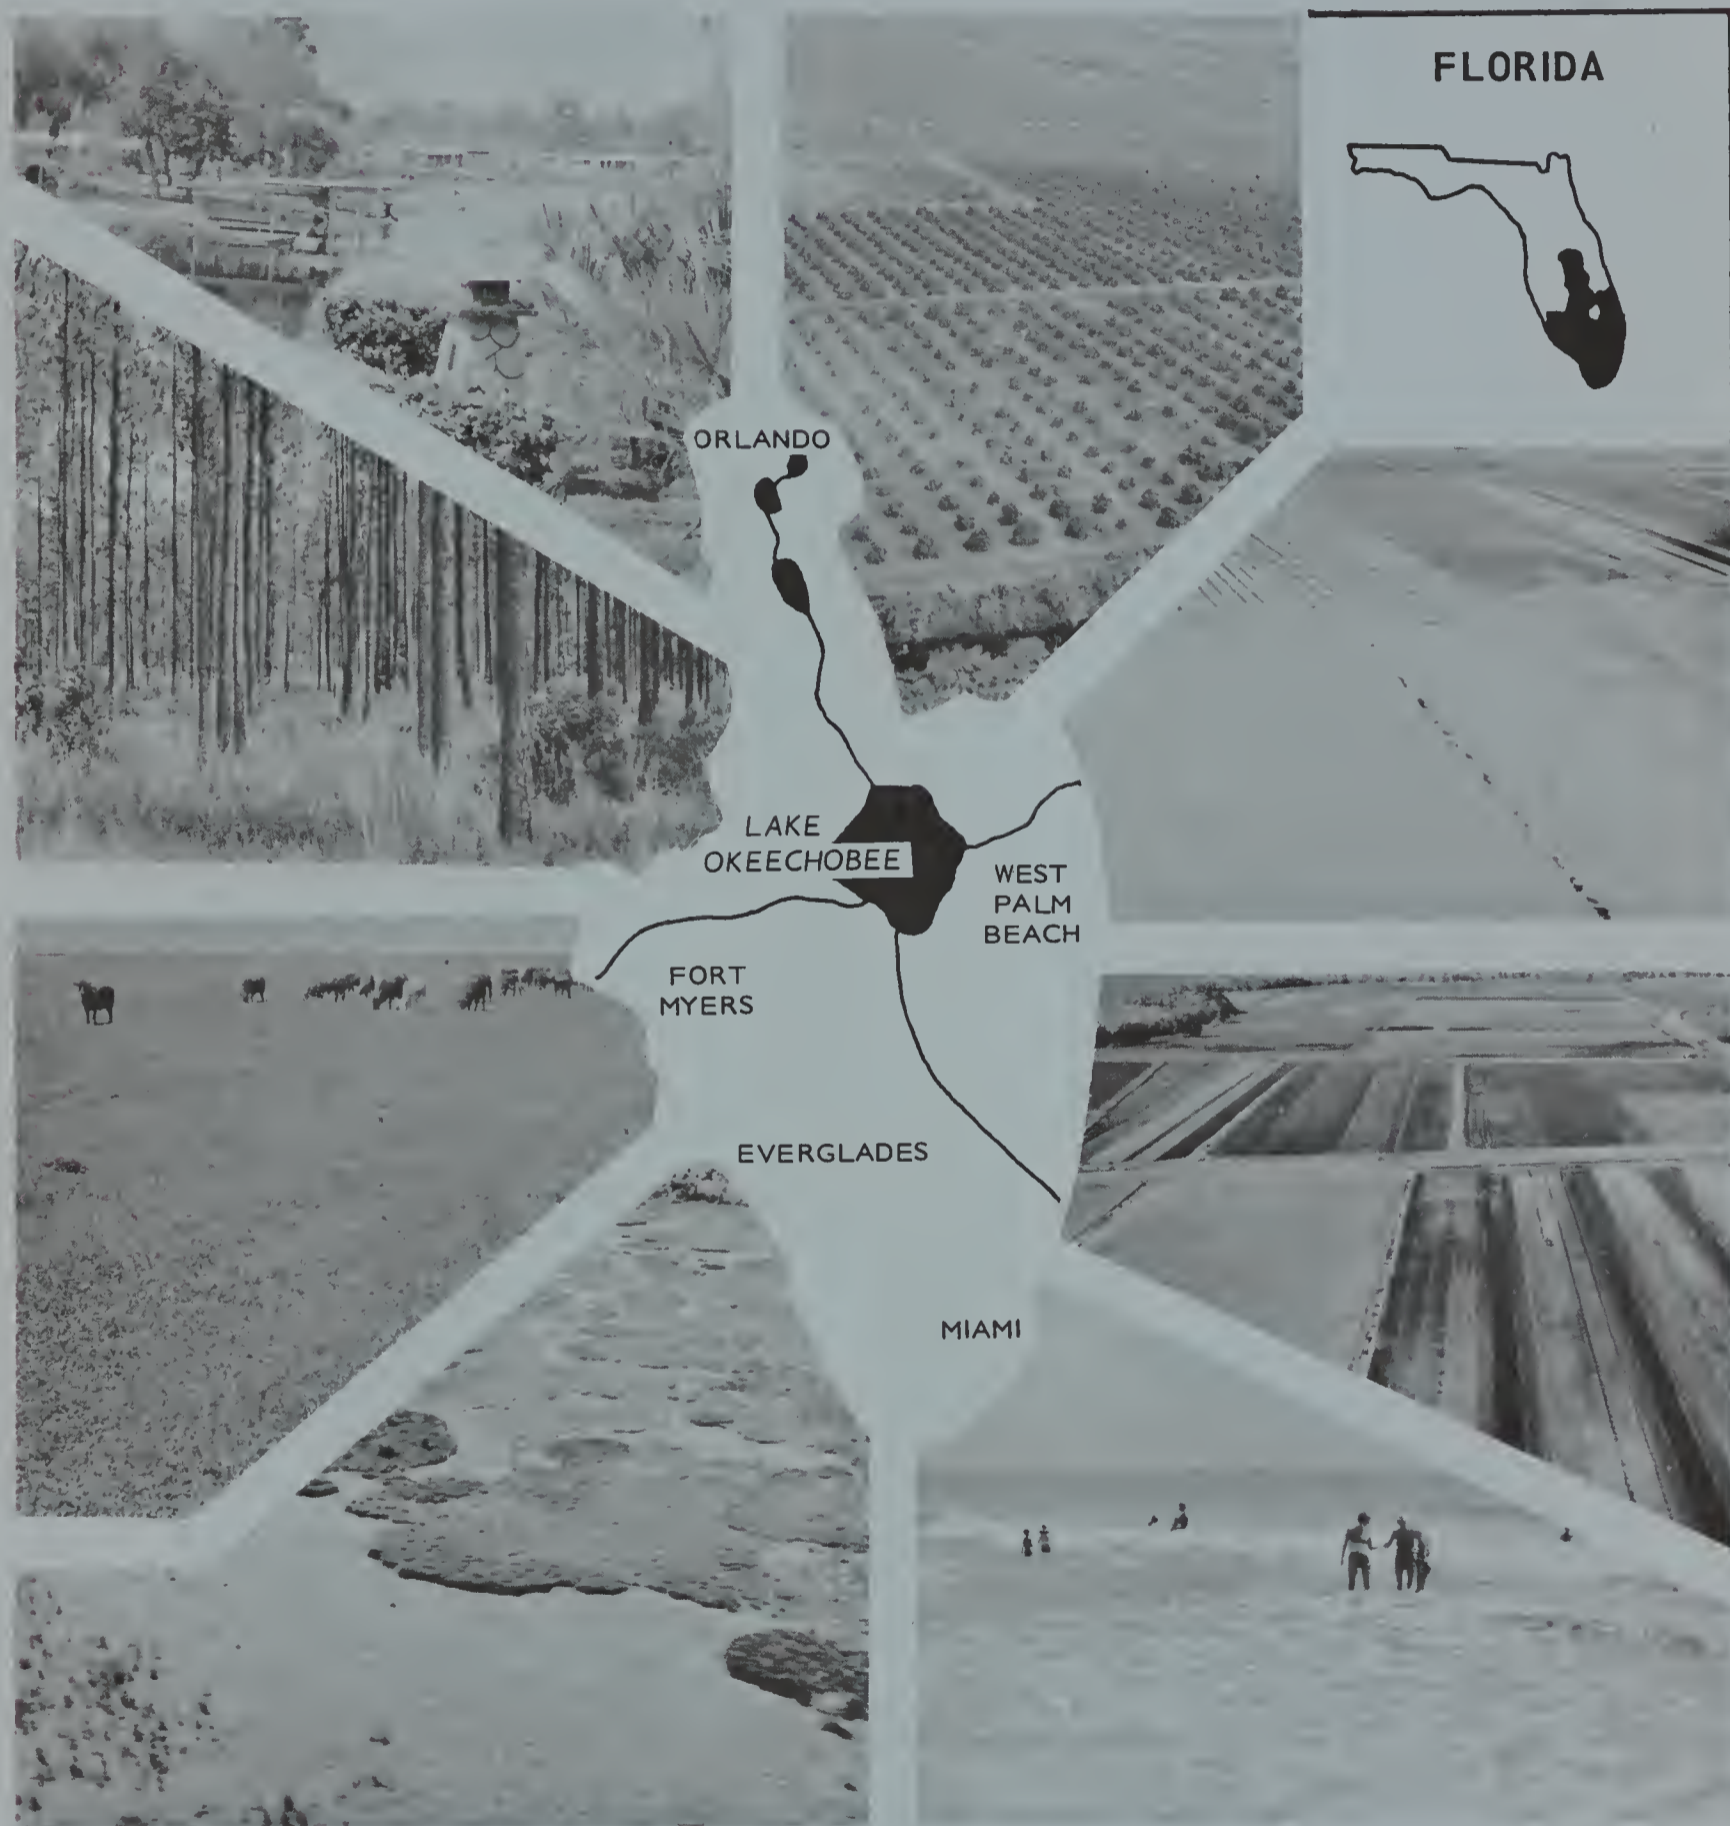 FLORIDA
ORLANDO
LAKE
OKEECHOBEE
WEST
PALM
BEACH
FORT
MYERS
EVERGLADES
MIAMI